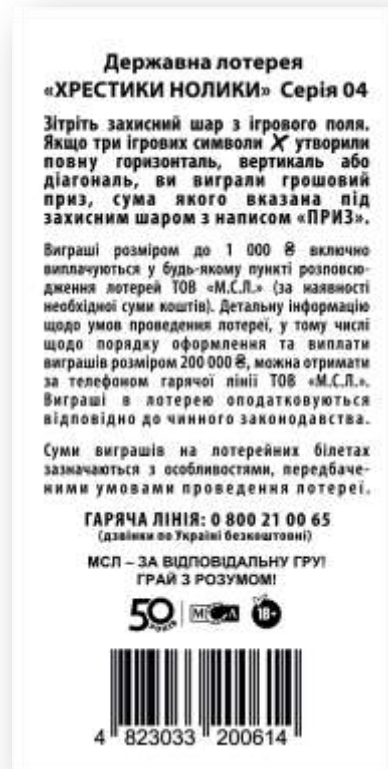 Державна лотерея
«ХРЕСТИКИ НОЛИКИ» Серія 04
Зітріть захисний шар з ігрового поля.
Якщо три ігрових символи X утворили
повну горизонталь, вертикаль або
діагональ, ви виграли грошовий
приз, сума якого вказана під
захисним шаром з написом «ПРИЗ».
Виграші розміром до 1 000 ₴ включно
виплачуються у будь-якому пункті розповсю-
дження лотерей ТОВ «М.С.Л.» (за наявності
необхідної суми коштів). Детальну інформацію
щодо умов проведення лотереї, у тому числі
щодо порядку оформлення та виплати
виграшів розміром 200 000 ₴, можна отримати
за телефоном гарячої лінії ТОВ «М.С.Л.».
Виграші в лотерею оподатковуються
відповідно до чинного законодавства.
Суми виграшів на лотерейних білетах
зазначаються з особливостями, передбаче-
ними умовами проведення лотереї.
ГАРЯЧА ЛІНІЯ: 0 800 21 00 65
(дзвінки по Україні безкоштовні)
МСЛ – ЗА ВІДПОВІДАЛЬНУ ГРУ!
ГРАЙ З РОЗУМОМ!
50 РОКІВ МСЛ 18+
4 823033 200614